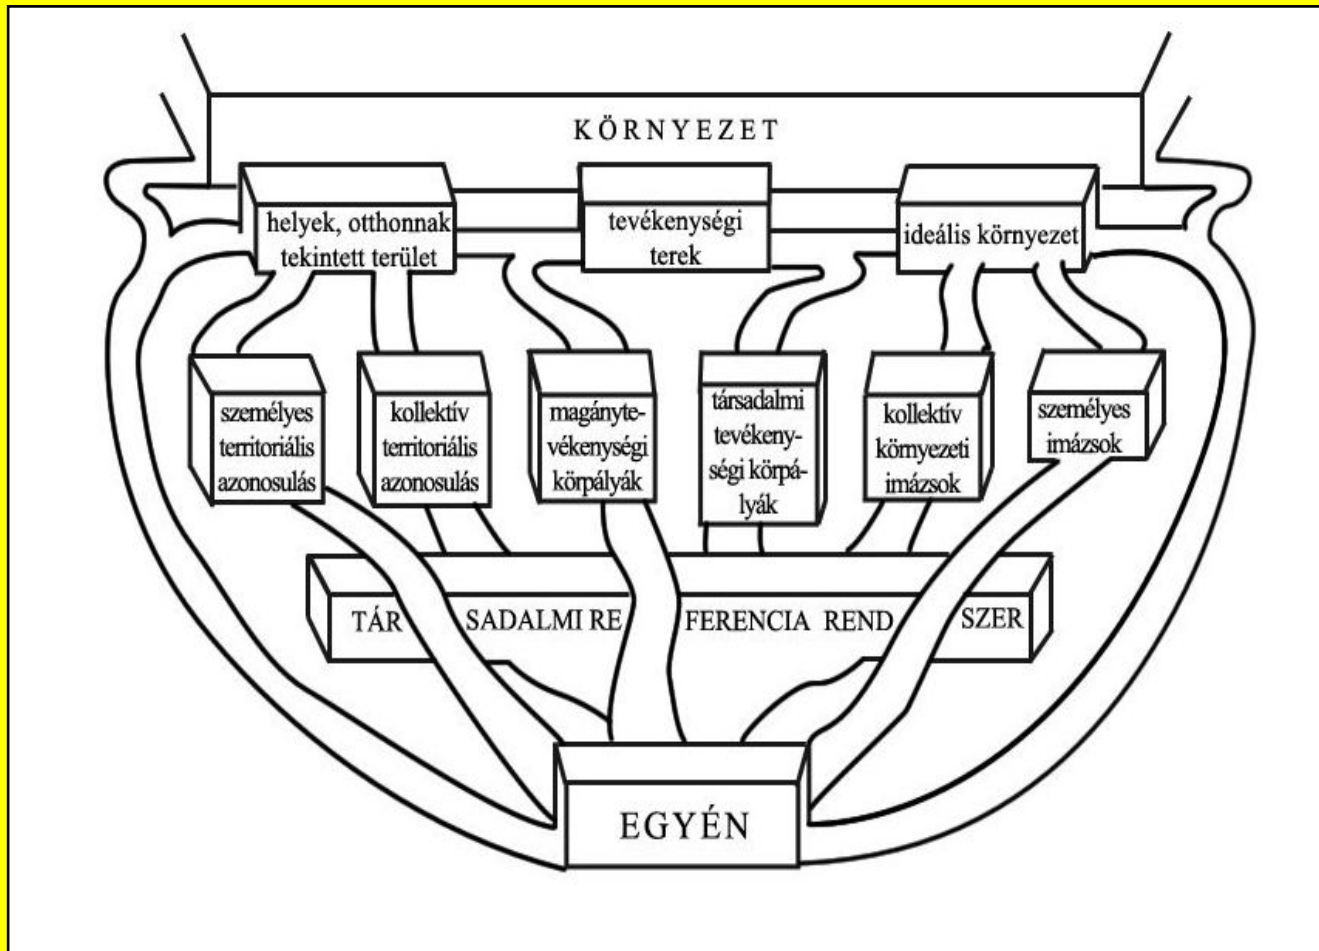 KÖRNYEZET
helyek, otthonnak
tekintett terület
tevékenységi
terek
ideális környezet
személyes
territoriális
azonosulás
kollektív
territoriális
azonosulás
magányte-
vékenységi
körpályák
társadalmi
tevékeny-
ségi körpá-
lyák
kollektív
környezeti
imázsok
személyes
imázsok
TÁR SADALMI RE FERENCIA REND SZER
EGYÉN